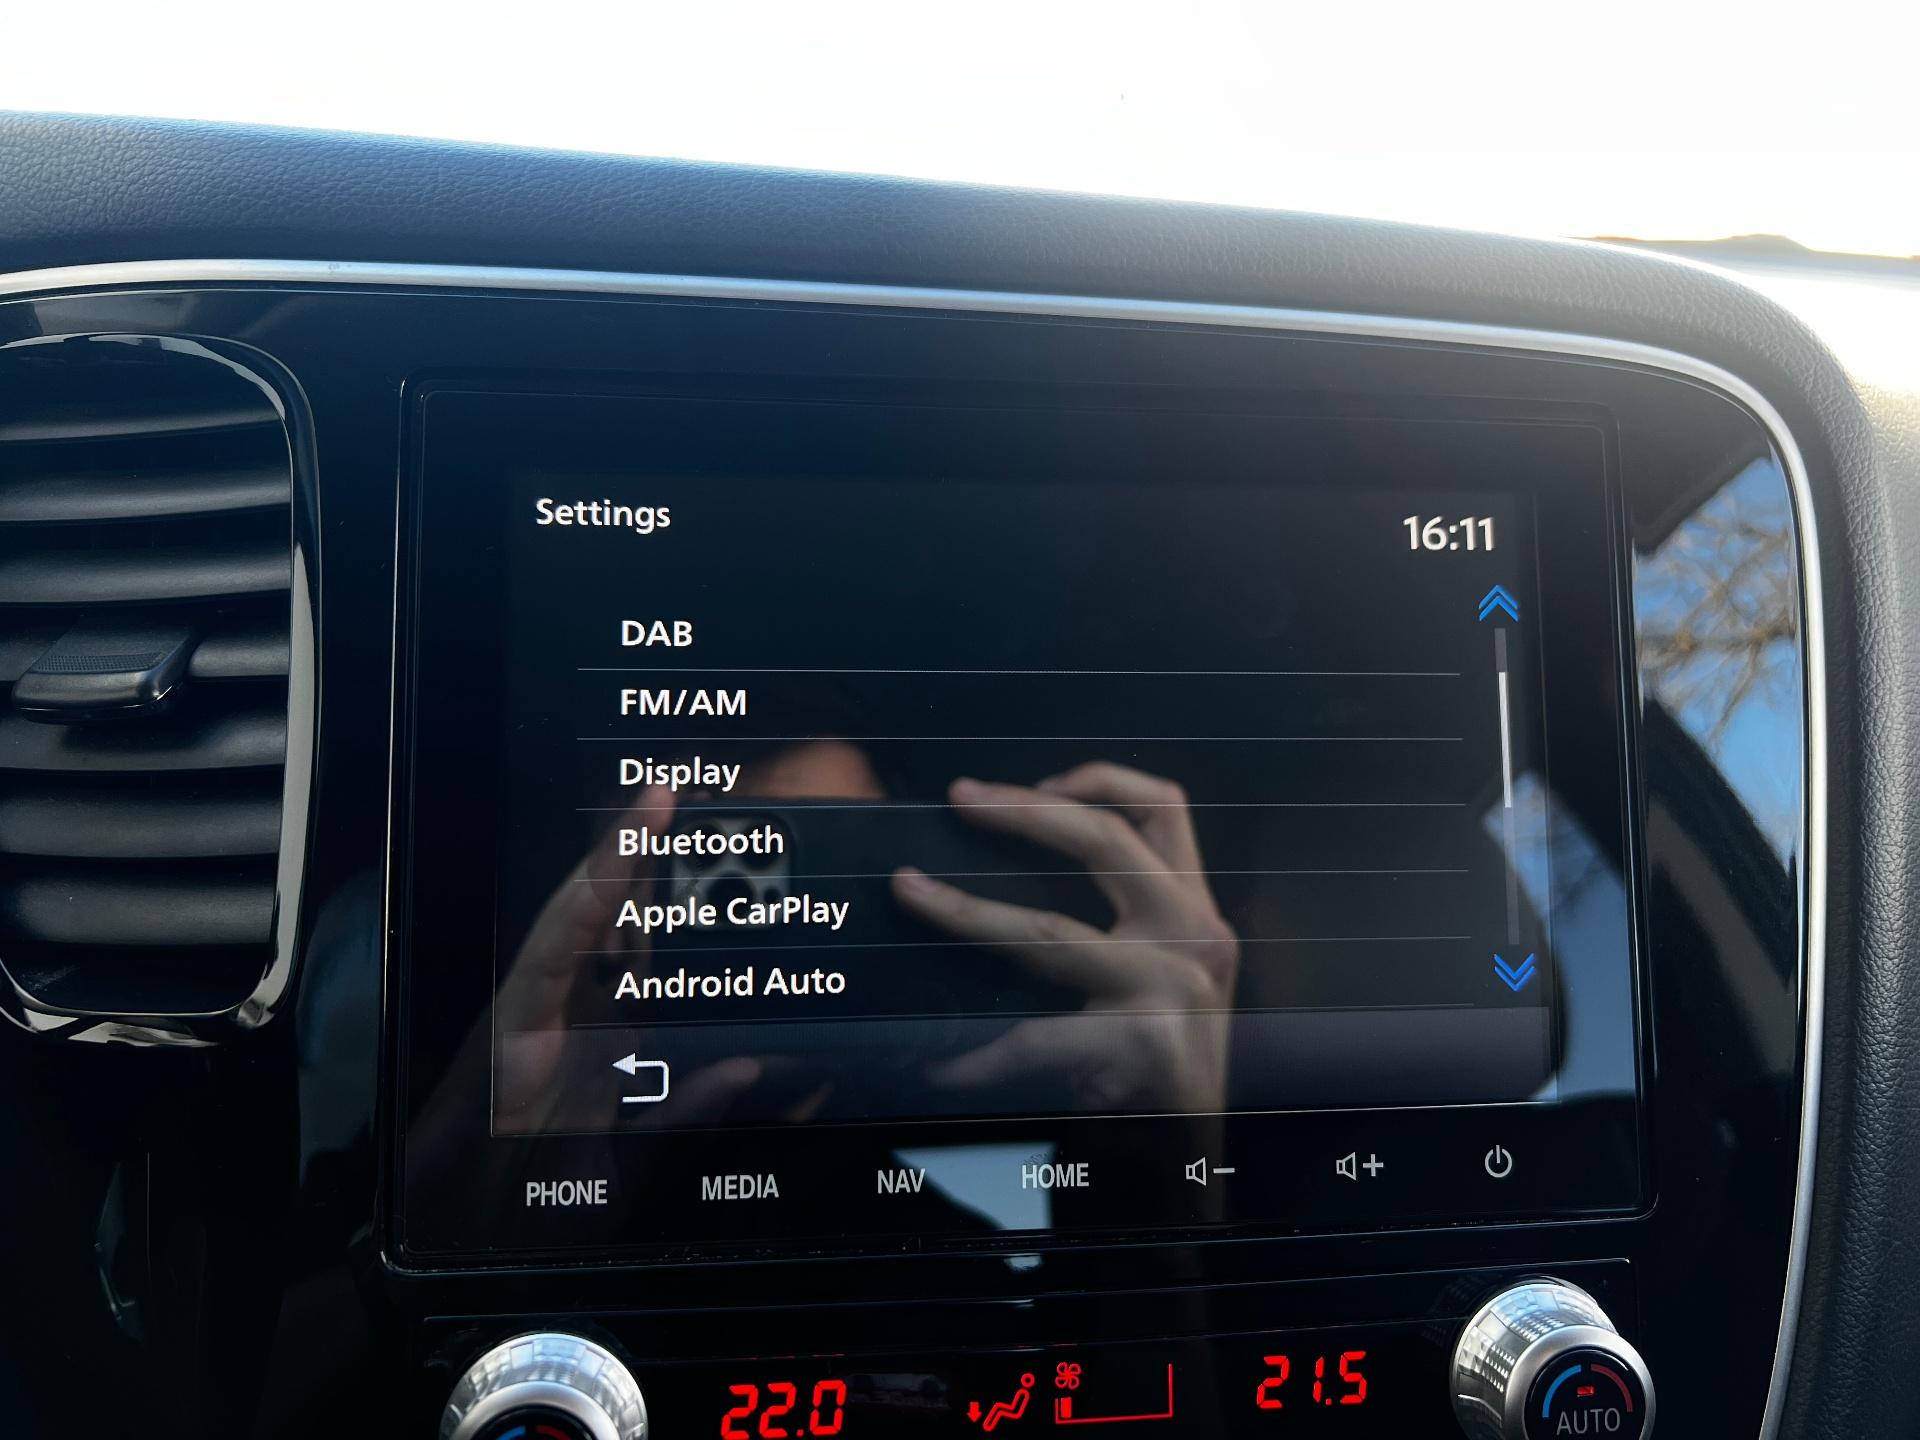 Settings
16:11
DAB
FM/AM
Display
Bluetooth
Apple CarPlay
Android Auto
PHONE MEDIA NAV HOME
22.0 21.5
AUTO